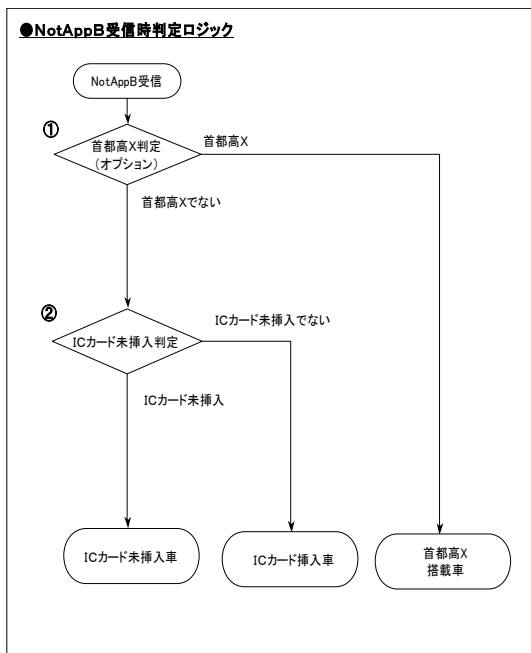 ●NotAppB受信時判定ロジック
NotAppB受信
①
首都高X判定
(オプション)
首都高X
首都高Xでない
②
ICカード未挿入判定
ICカード未挿入でない
ICカード未挿入
ICカード未挿入車
ICカード挿入車
首都高X
搭載車